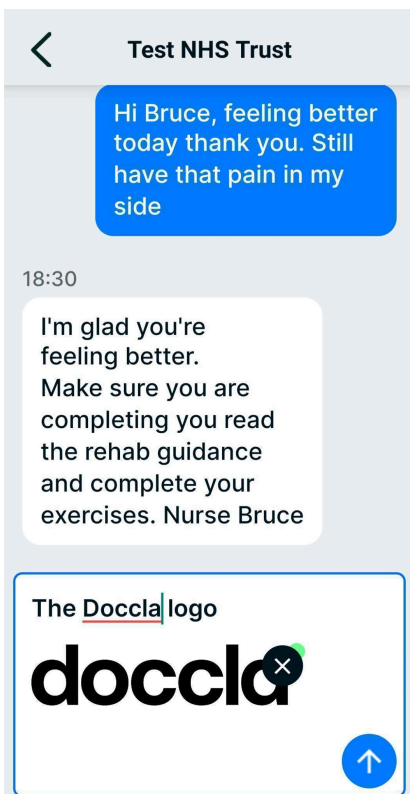 Test NHS Trust
Hi Bruce, feeling better
today thank you. Still
have that pain in my
side
18:30
I'm glad you're
feeling better.
Make sure you are
completing you read
the rehab guidance
and complete your
exercises. Nurse Bruce
The Doccla logo
doccla